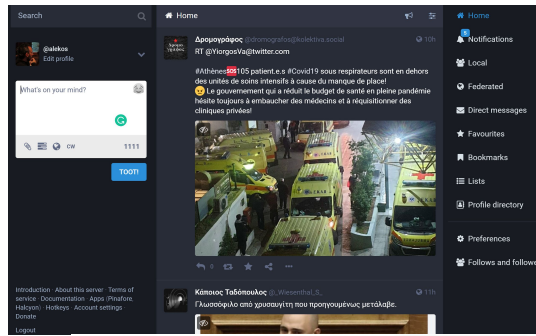 Search
@alekos
Edit profile
What's on your mind?
CW
1111
TOOT!
Introduction · About this server · Terms of
service · Documentation · Apps (Pinafore,
Halcyon) · Hotkeys · Account settings ·
Donate
Logout
Home
Δρομογράφος @dromografos@kolektiva.social
10h
RT @YiorgosVa@twitter.com
#Athènes🆘105 patient.e.s #Covid19 sous respirateurs sont en dehors
des unités de soins intensifs à cause du manque de place!
😠 Le gouvernement qui a réduit le budget de santé en pleine pandémie
hésite toujours à embaucher des médecins et à réquisitionner des
cliniques privées!
0
Κάποιος Ταδόπουλος @_Wiesenthal_S_
11h
Γλωσσόφιλο από χρυσαυγίτη που προηγουμένως μετάλαβε.
Home
5
Notifications
Local
Federated
Direct messages
Favourites
Bookmarks
Lists
Profile directory
Preferences
Follows and followe